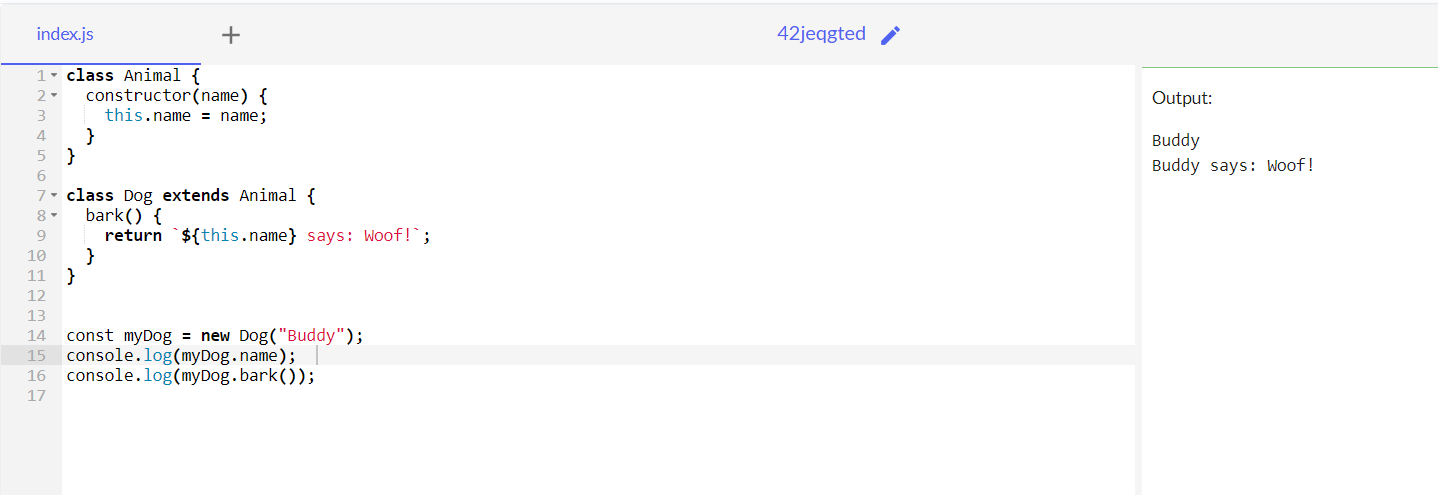 index.js + 42jeqgted
1 class Animal {
2   constructor(name) {
3     this.name = name;
4   }
5 }
6
7 class Dog extends Animal {
8   bark() {
9     return `${this.name} says: Woof!`;
10   }
11 }
12
13
14 const myDog = new Dog("Buddy");
15 console.log(myDog.name);
16 console.log(myDog.bark());
17
Output:
Buddy
Buddy says: Woof!